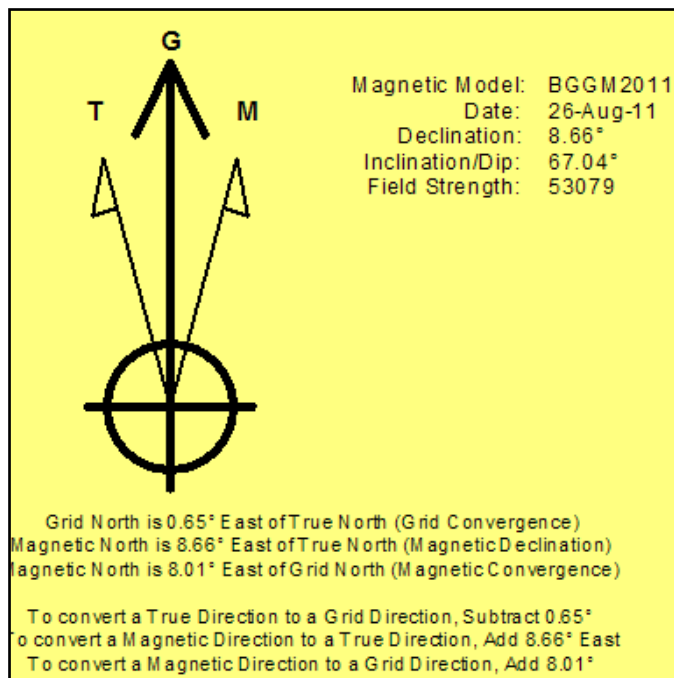 G
T
M
Magnetic Model: BGGM2011
Date: 26-Aug-11
Declination: 8.66°
Inclination/Dip: 67.04°
Field Strength: 53079
Grid North is 0.65° East of True North (Grid Convergence)
Magnetic North is 8.66° East of True North (Magnetic Declination)
Magnetic North is 8.01° East of Grid North (Magnetic Convergence)
To convert a True Direction to a Grid Direction, Subtract 0.65°
To convert a Magnetic Direction to a True Direction, Add 8.66° East
To convert a Magnetic Direction to a Grid Direction, Add 8.01°